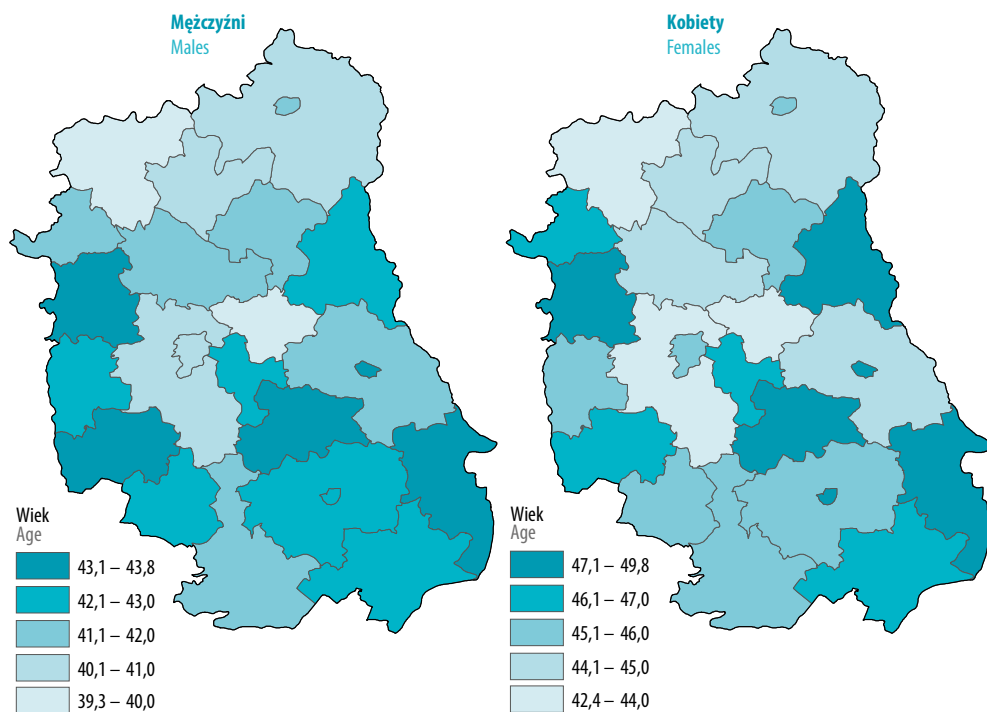 Mężczyźni
Males
Wiek
Age
43,1 – 43,8
42,1 – 43,0
41,1 – 42,0
40,1 – 41,0
39,3 – 40,0
Kobiety
Females
Wiek
Age
47,1 – 49,8
46,1 – 47,0
45,1 – 46,0
44,1 – 45,0
42,4 – 44,0